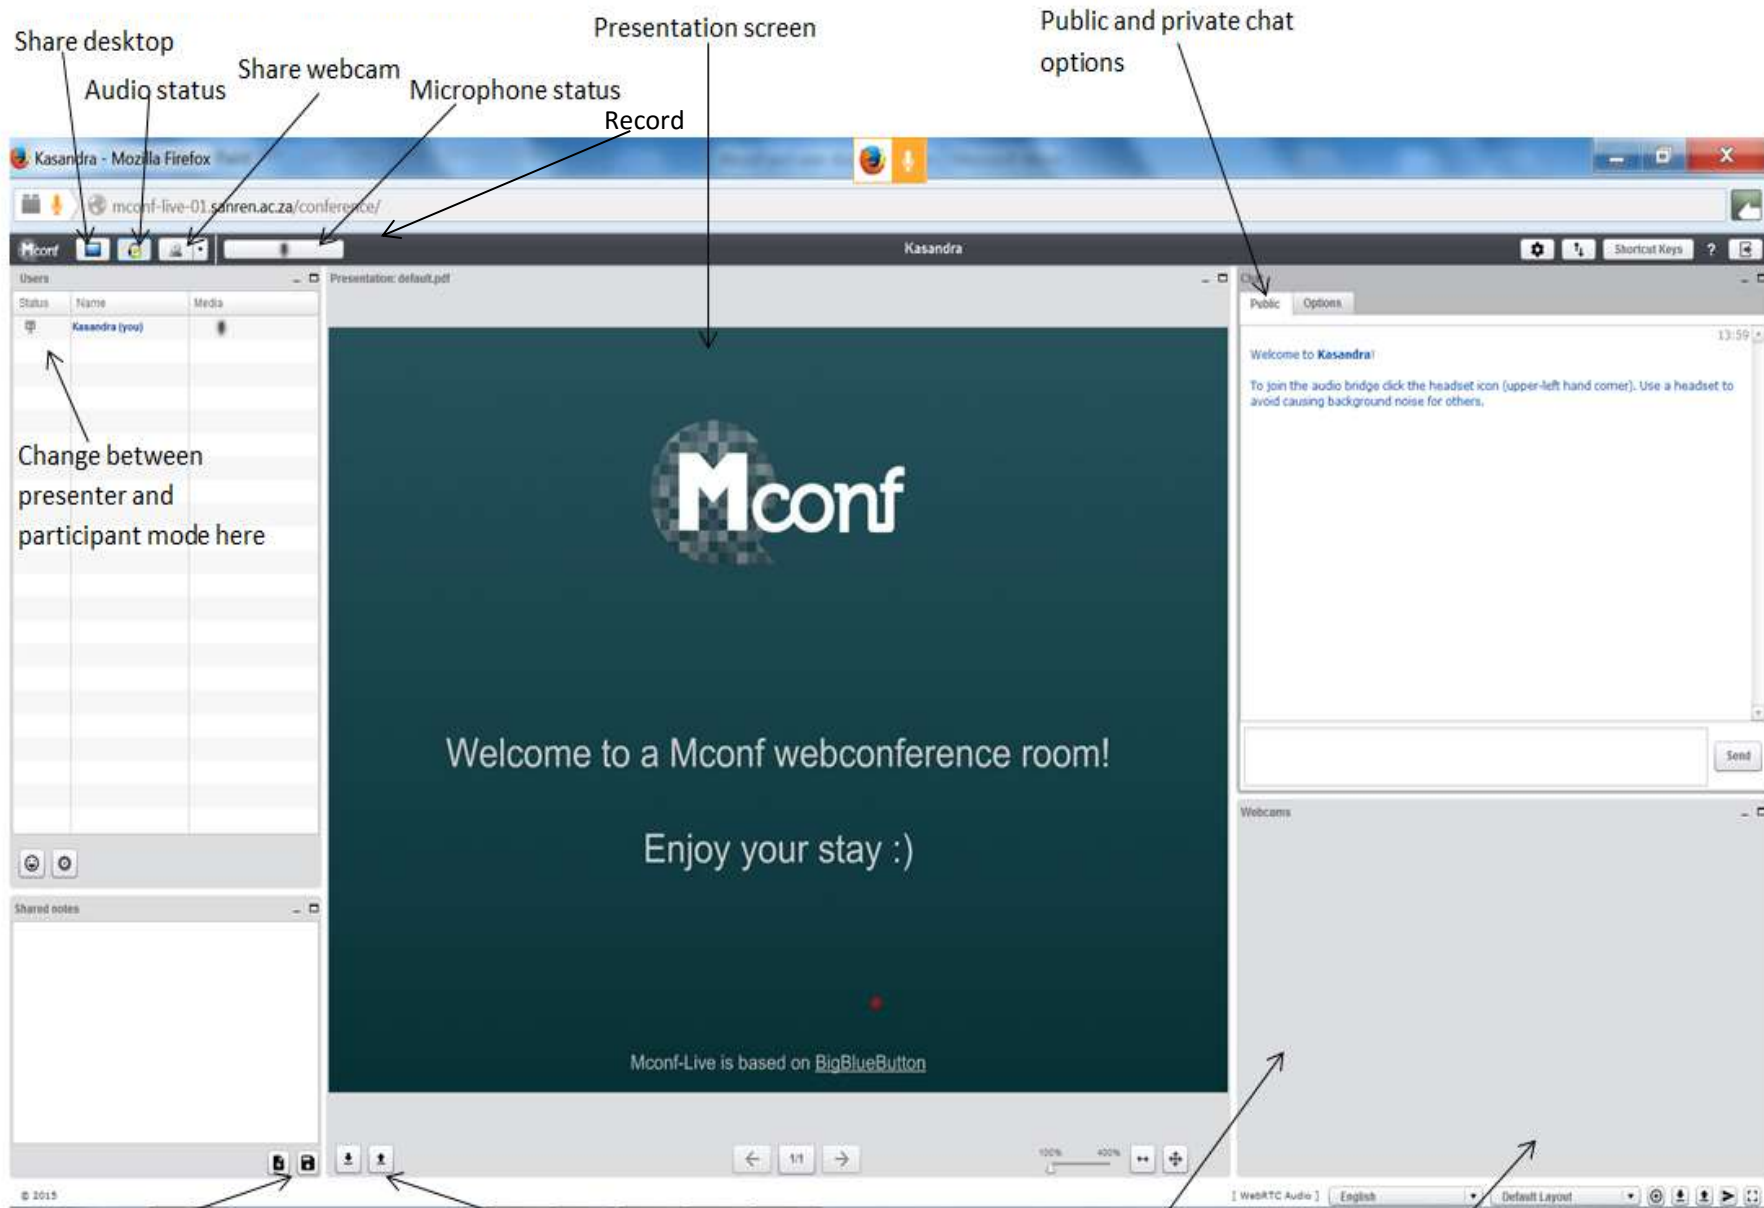 Presentation screen
Public and private chat
options
Share desktop
Share webcam
Audio status
Microphone status
Record
Kasandra - Mozilla Firefox
mconf-live-01.sanren.ac.za/conference/
Mconf
Kasandra
Shortcut Keys
?
Users
Presentation: default.pdf
Status Name Media
Kasandra (you)
Public Options
13:59
Welcome to Kasandra!
To join the audio bridge click the headset icon (upper-left hand corner). Use a headset to
avoid causing background noise for others.
Change between
presenter and
participant mode here
Mconf
Welcome to a Mconf webconference room!
Enjoy your stay :)
Mconf-Live is based on BigBlueButton
Send
Webcams
Shared notes
1/1
100% 400%
© 2015
[ WebRTC Audio ] English Default Layout